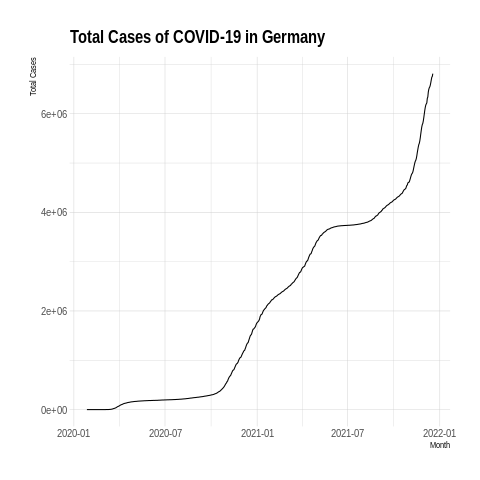 Total Cases of COVID-19 in Germany
Total Cases
6e+06
4e+06
2e+06
0e+00
2020-01 2020-07 2021-01 2021-07 2022-01
Month